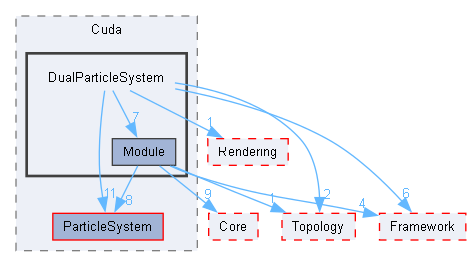 Cuda
DualParticleSystem
7
1
Module
Rendering
11
8
9
1
2
4
6
ParticleSystem
Core
Topology
Framework